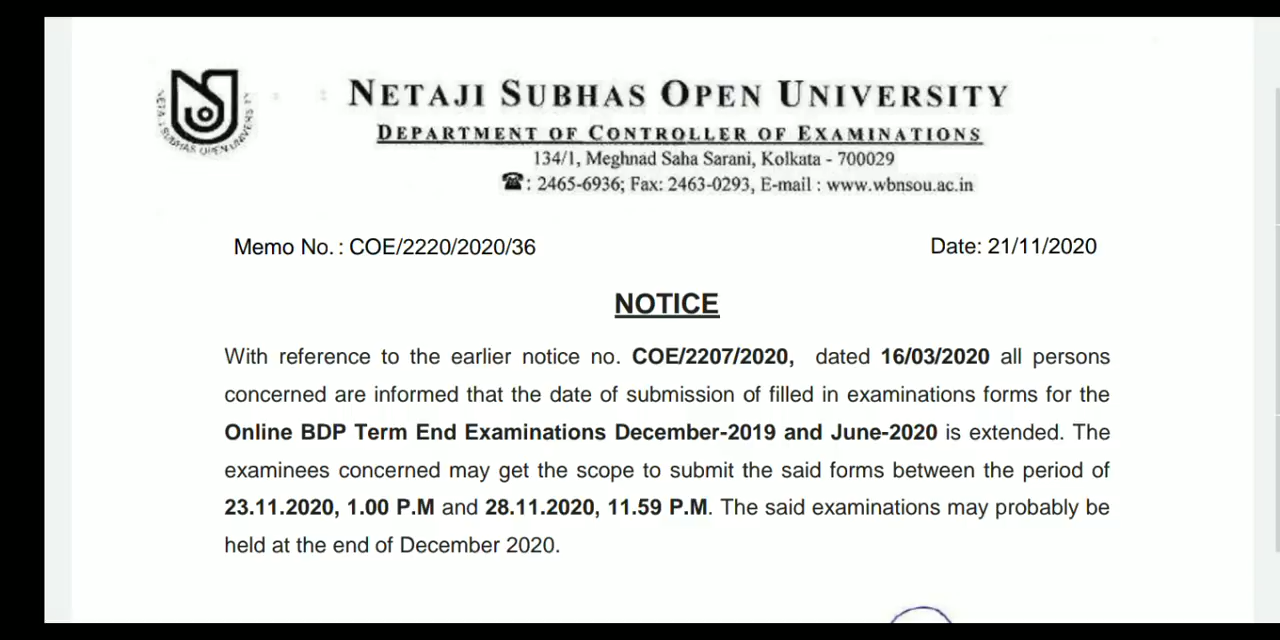 NETAJI SUBHAS OPEN UNIVERSITY
NETAJI SUBHAS OPEN UNIVERSITY
DEPARTMENT OF CONTROLLER OF EXAMINATIONS
134/1, Meghnad Saha Sarani, Kolkata - 700029
☎: 2465-6936; Fax: 2463-0293, E-mail : www.wbnsou.ac.in
Memo No. : COE/2220/2020/36 Date: 21/11/2020
NOTICE
With reference to the earlier notice no. COE/2207/2020, dated 16/03/2020 all persons
concerned are informed that the date of submission of filled in examinations forms for the
Online BDP Term End Examinations December-2019 and June-2020 is extended. The
examinees concerned may get the scope to submit the said forms between the period of
23.11.2020, 1.00 P.M and 28.11.2020, 11.59 P.M. The said examinations may probably be
held at the end of December 2020.